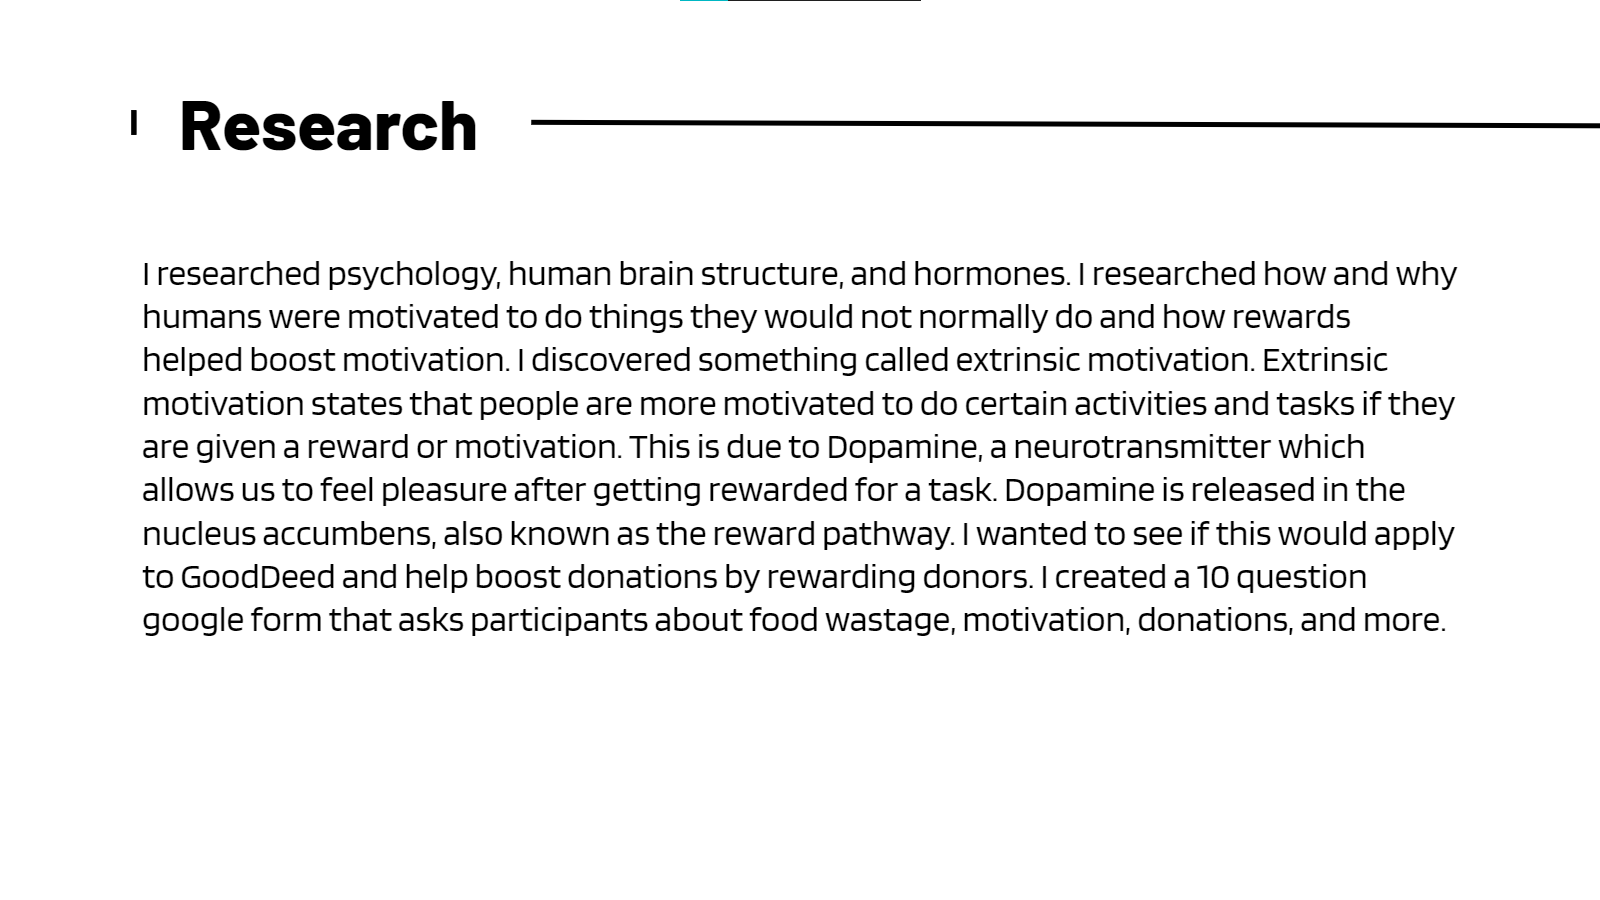 Research
I researched psychology, human brain structure, and hormones. I researched how and why
humans were motivated to do things they would not normally do and how rewards
helped boost motivation. I discovered something called extrinsic motivation. Extrinsic
motivation states that people are more motivated to do certain activities and tasks if they
are given a reward or motivation. This is due to Dopamine, a neurotransmitter which
allows us to feel pleasure after getting rewarded for a task. Dopamine is released in the
nucleus accumbens, also known as the reward pathway. I wanted to see if this would apply
to GoodDeed and help boost donations by rewarding donors. I created a 10 question
google form that asks participants about food wastage, motivation, donations, and more.